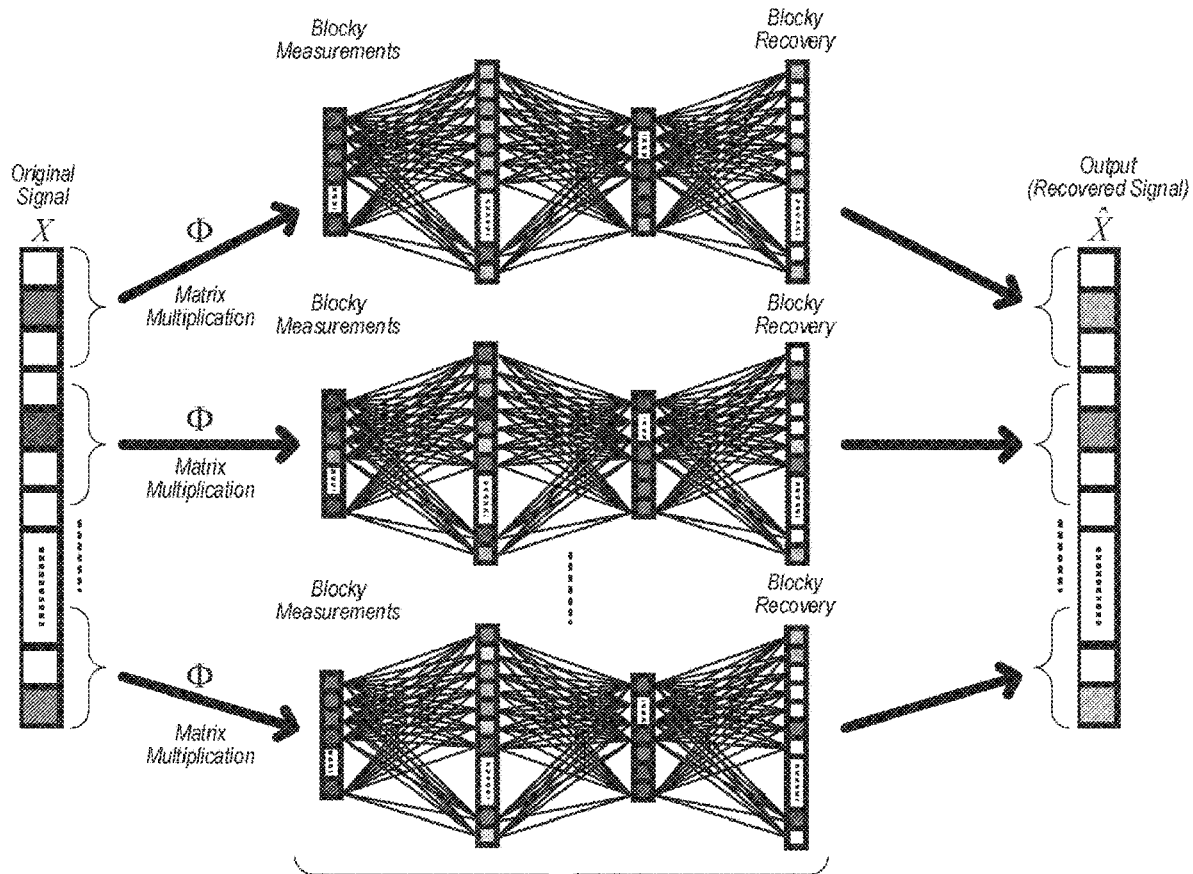 Blocky
Measurements
Blocky
Recovery
Original
Signal
X
Φ
Matrix
Multiplication
Output
(Recovered Signal)
X̂
Blocky
Measurements
Blocky
Recovery
Φ
Matrix
Multiplication
Blocky
Measurements
Blocky
Recovery
Φ
Matrix
Multiplication